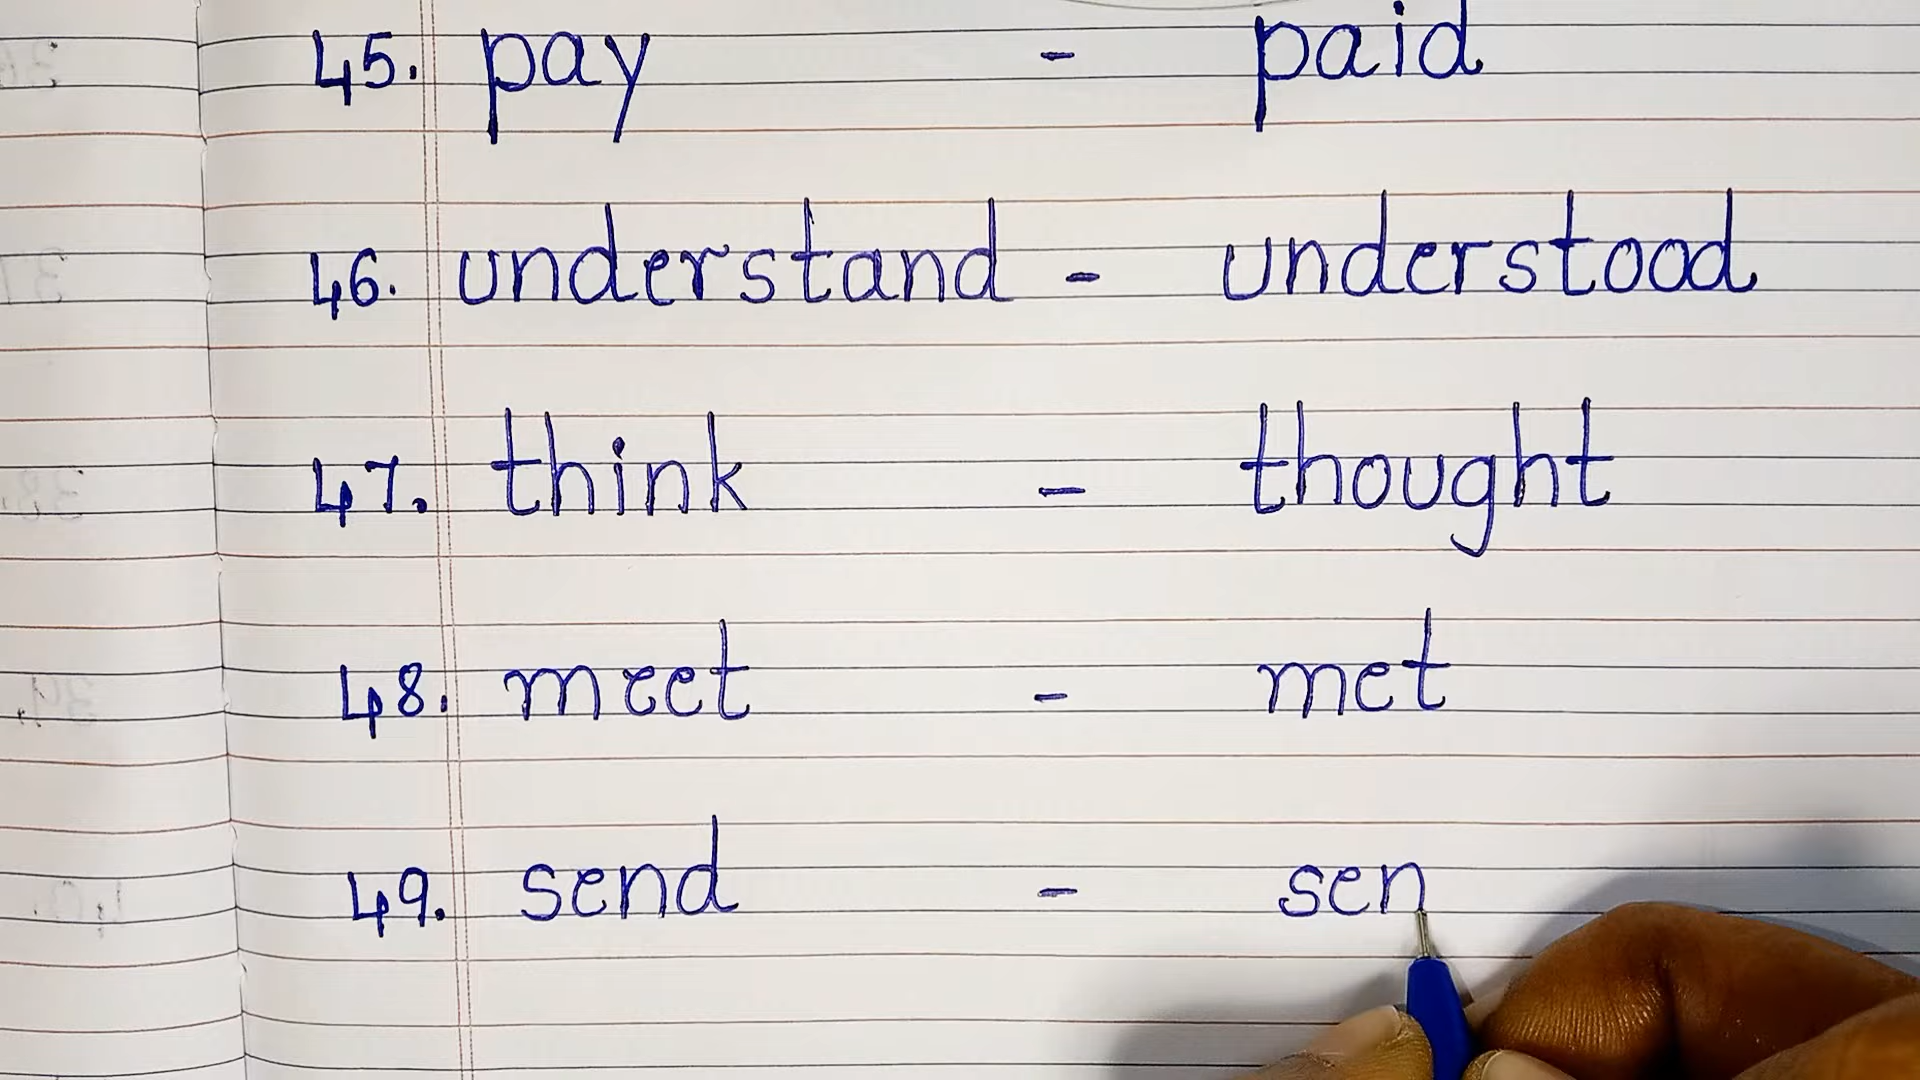 45. pay - paid
46. understand - understood
47. think - thought
48. meet - met
49. send - sen